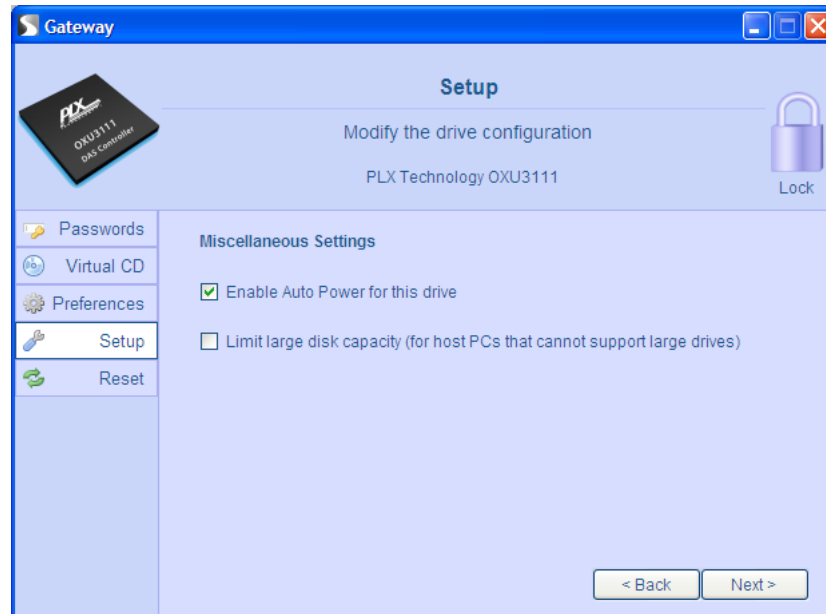 Gateway
PLX
OXU3111
DAS Controller
Setup
Modify the drive configuration
PLX Technology OXU3111
Lock
Passwords
Virtual CD
Preferences
Setup
Reset
Miscellaneous Settings
Enable Auto Power for this drive
Limit large disk capacity (for host PCs that cannot support large drives)
< Back
Next >